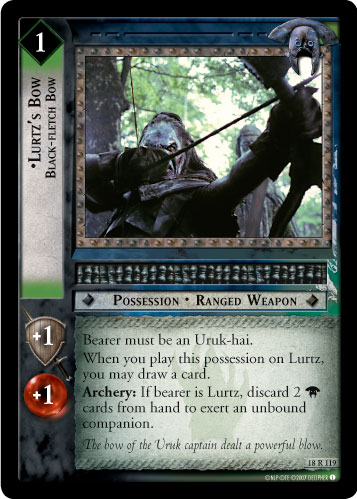 1
•Lurtz's Bow
Black-fletch Bow
Possession • Ranged Weapon
+1
+1
Bearer must be an Uruk-hai.
When you play this possession on Lurtz,
you may draw a card.
Archery: If bearer is Lurtz, discard 2
cards from hand to exert an unbound
companion.
The bow of the Uruk captain dealt a powerful blow.
18 R 119